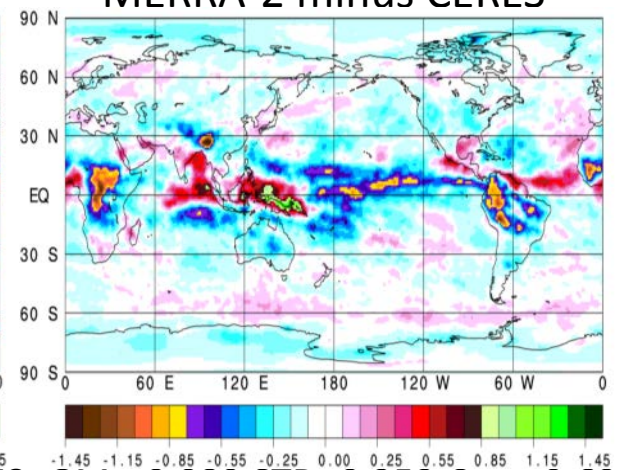 MERRA-2 minus CERES
90 N
60 N
30 N
EQ
30 S
60 S
90 S
0 60 E 120 E 180 120 W 60 W 0
-1.45 -1.15 -0.85 -0.55 -0.25 0.00 0.25 0.55 0.85 1.15 1.45